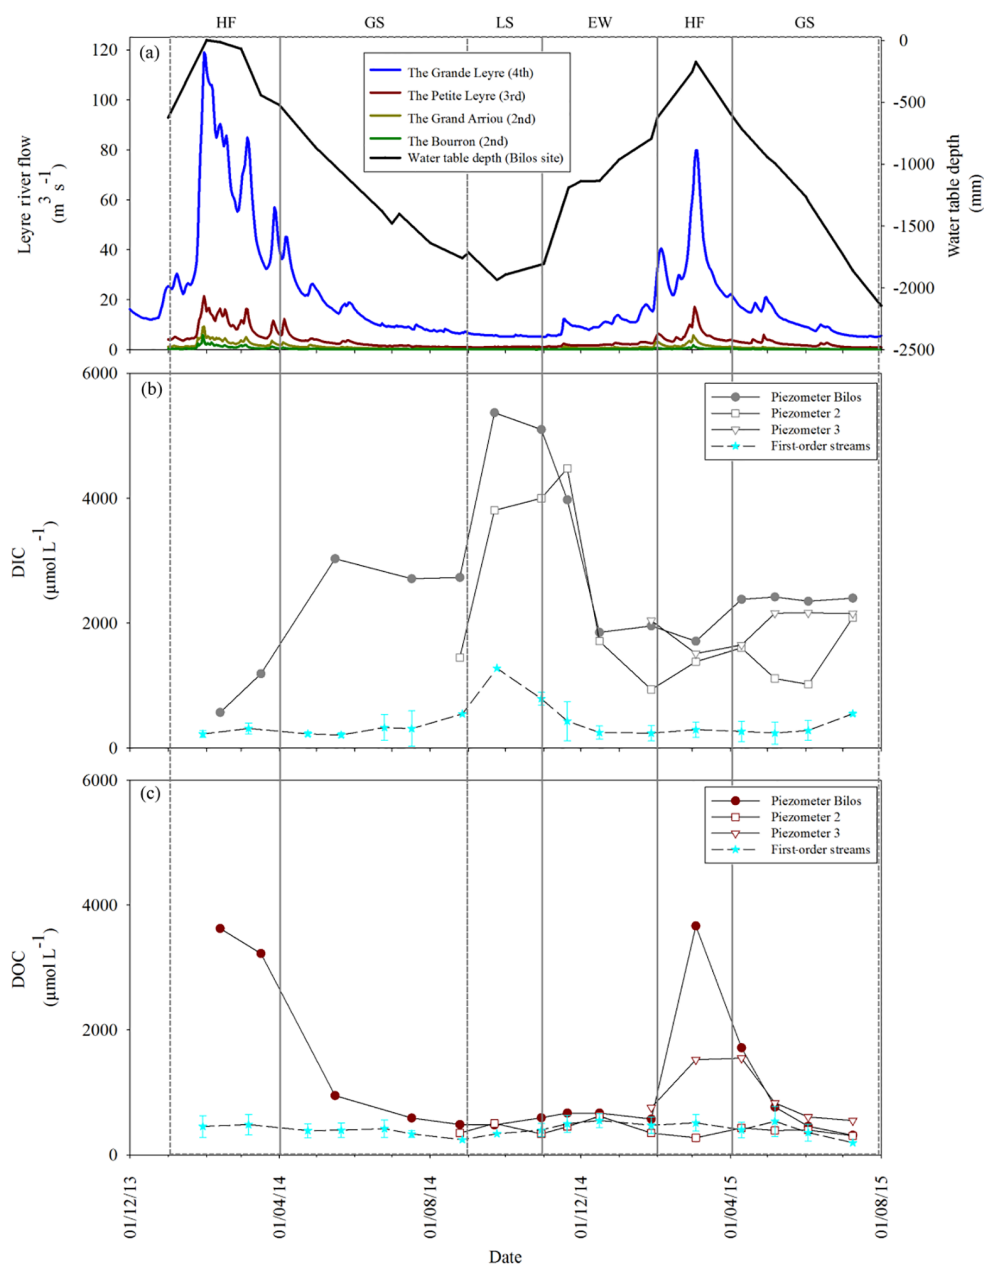 HF GS LS EW HF GS
(a)
120
100
80
60
40
20
0
Leyre river flow
(m³ s⁻¹)
0
-500
-1000
-1500
-2000
-2500
Water table depth
(mm)
The Grande Leyre (4th)
The Petite Leyre (3rd)
The Grand Arriou (2nd)
The Bourron (2nd)
Water table depth (Bilos site)
(b)
6000
4000
2000
0
DIC
(µmol L⁻¹)
Piezometer Bilos
Piezometer 2
Piezometer 3
First-order streams
(c)
6000
4000
2000
0
DOC
(µmol L⁻¹)
Piezometer Bilos
Piezometer 2
Piezometer 3
First-order streams
01/12/13
01/04/14
01/08/14
01/12/14
01/04/15
01/08/15
Date